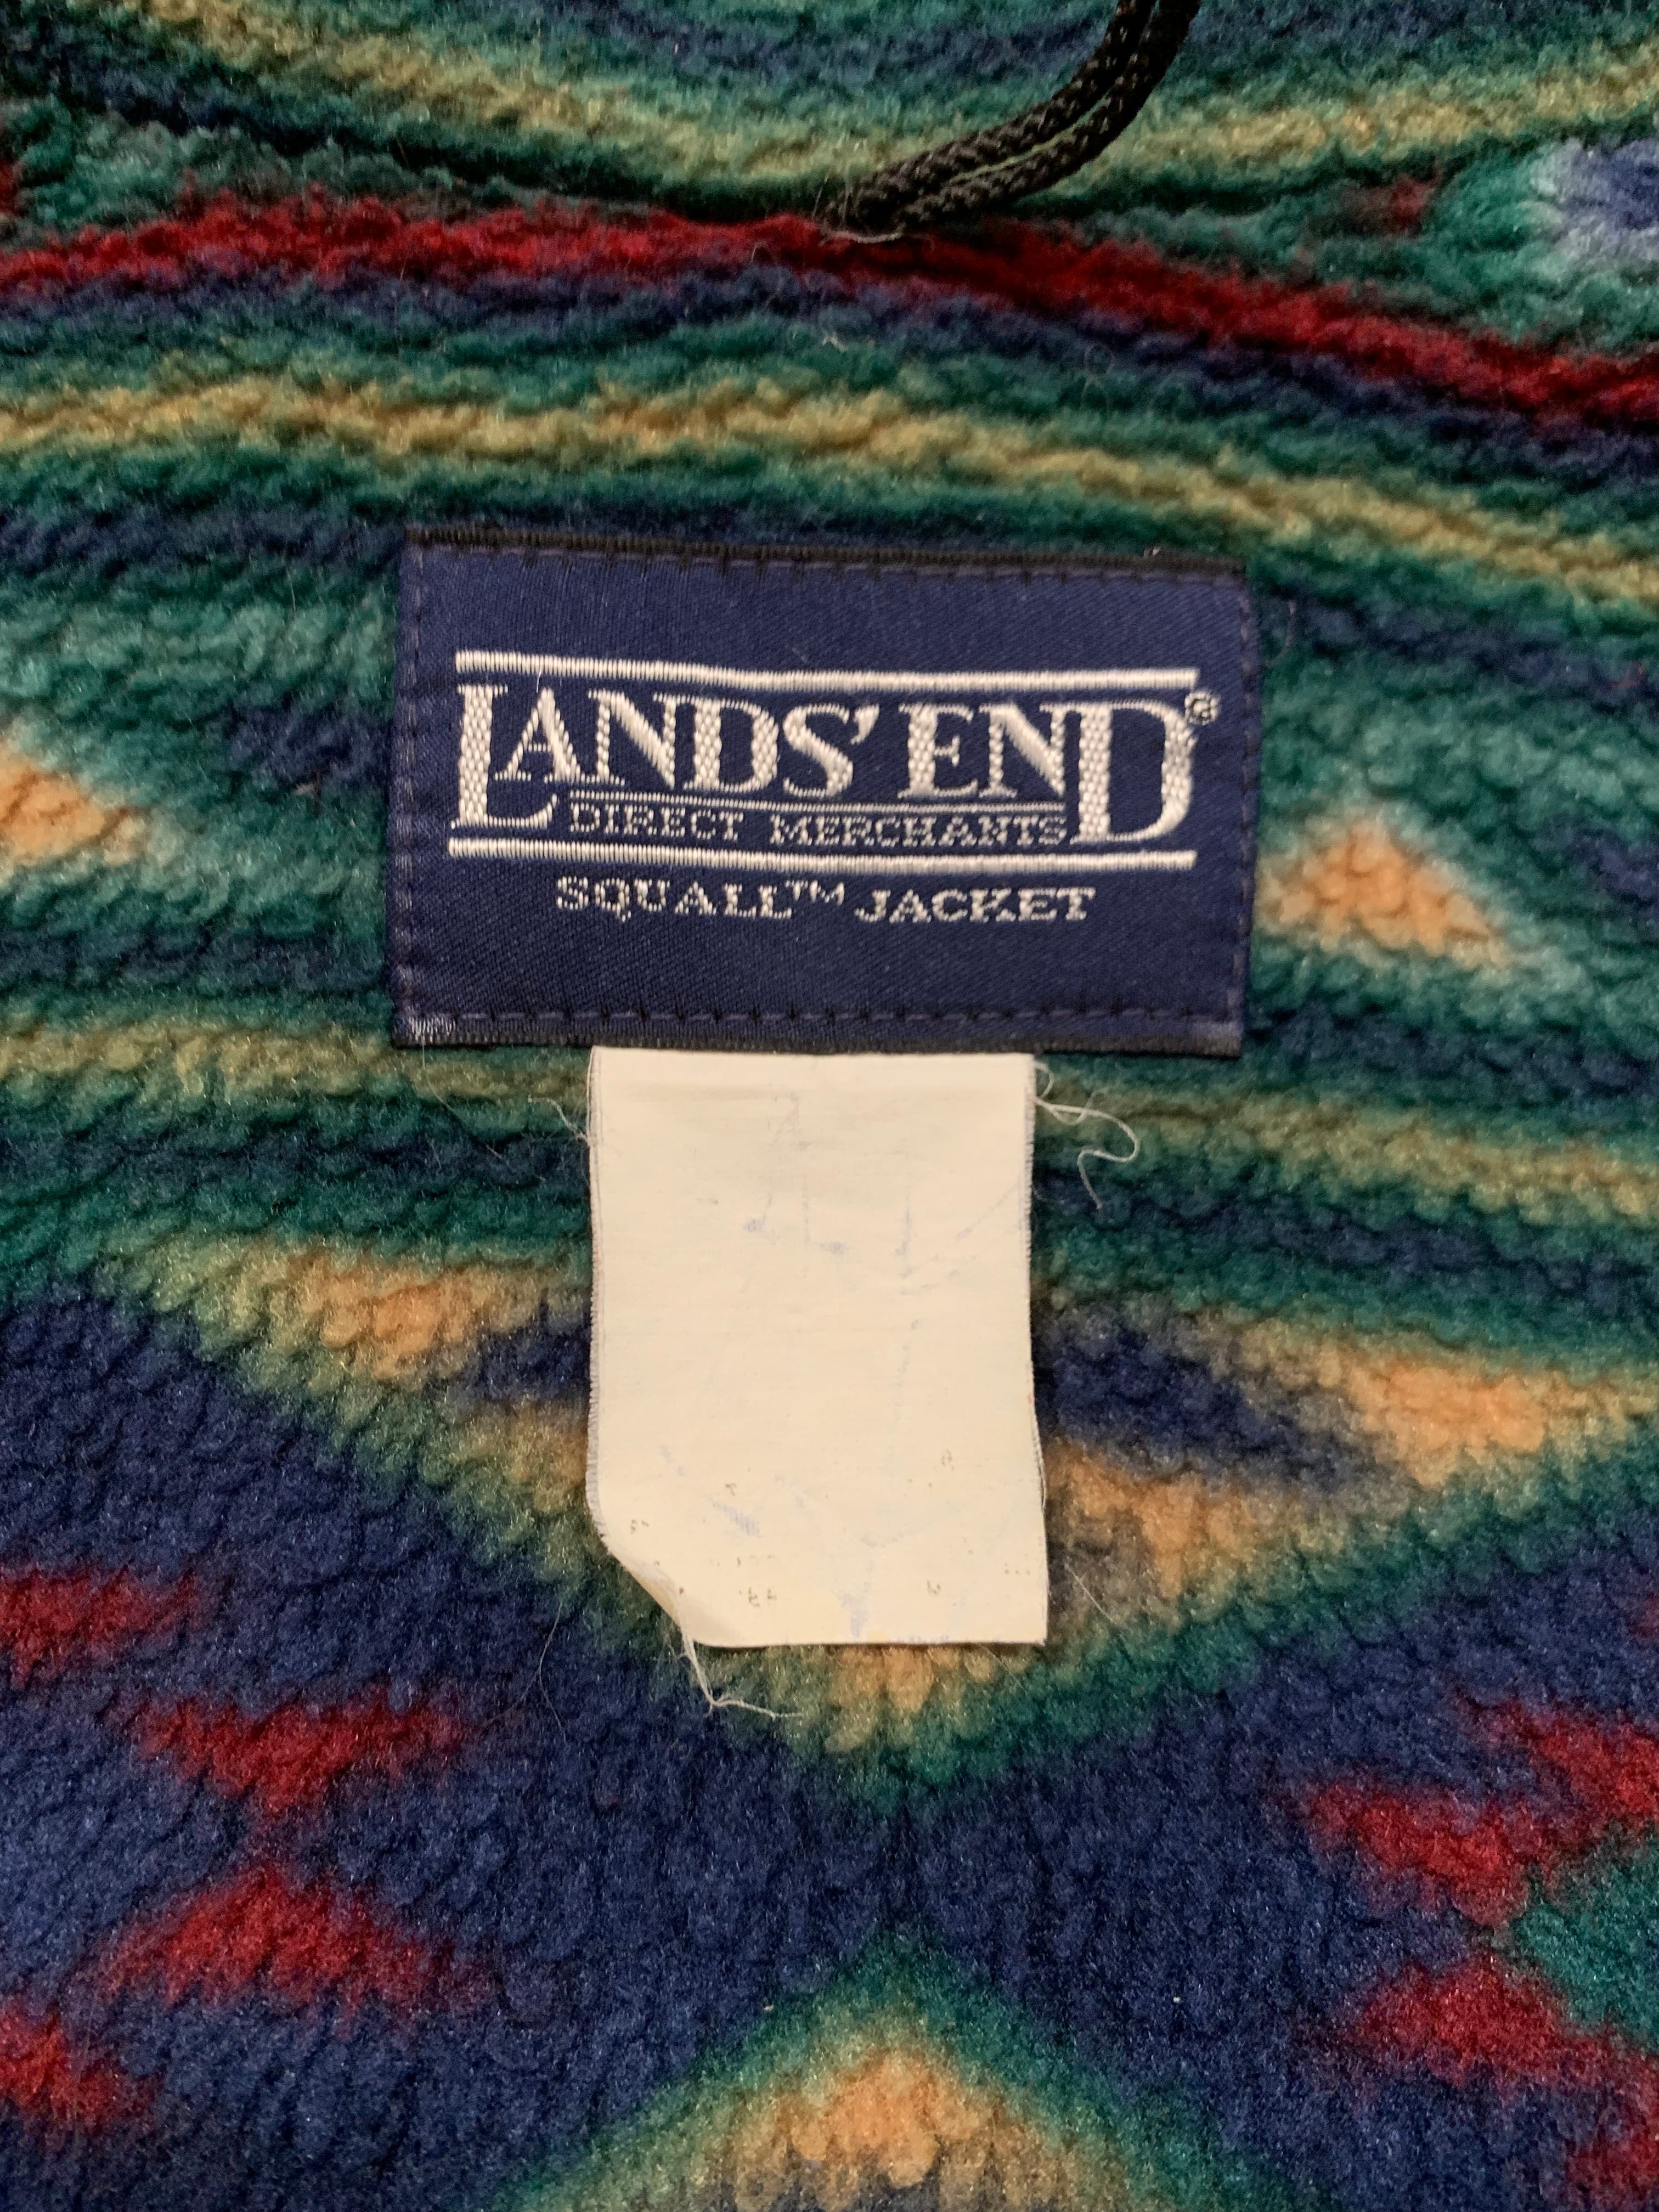 LANDS' END®
DIRECT MERCHANTS
SQUALL™ JACKET